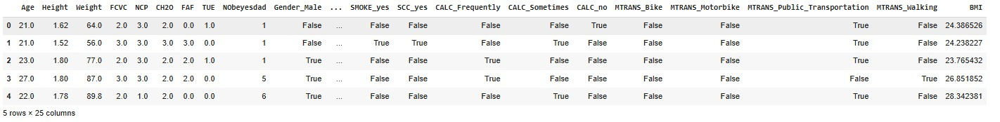 Age Height Weight FCVC NCP CH2O FAF TUE NObeyesdad Gender_Male ... SMOKE_yes SCC_yes CALC_Frequently CALC_Sometimes CALC_no MTRANS_Bike MTRANS_Motorbike MTRANS_Public_Transportation MTRANS_Walking BMI
0 21.0 1.62 64.0 2.0 3.0 2.0 0.0 1.0 1 False ... False False False False True False False True False 24.386526
1 21.0 1.52 56.0 3.0 3.0 3.0 3.0 0.0 1 False ... True True False True False False False True False 24.238227
2 23.0 1.80 77.0 2.0 3.0 2.0 2.0 1.0 1 True ... False False True False False False False True False 23.765432
3 27.0 1.80 87.0 3.0 3.0 2.0 2.0 0.0 5 True ... False False True False False False False False True 26.851852
4 22.0 1.78 89.8 2.0 1.0 2.0 0.0 0.0 6 True ... False False False True False False False True False 28.342381
5 rows × 25 columns